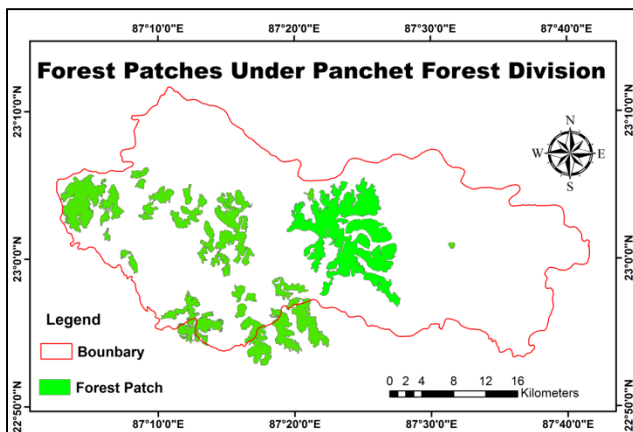 87°10'0"E 87°20'0"E 87°30'0"E 87°40'0"E
Forest Patches Under Panchet Forest Division
23°10'0"N
23°10'0"N
N
W E
S
23°0'0"N
23°0'0"N
Legend
Bounbary
Forest Patch
0 2 4 8 12 16
Kilometers
22°50'0"N
22°50'0"N
87°10'0"E 87°20'0"E 87°30'0"E 87°40'0"E